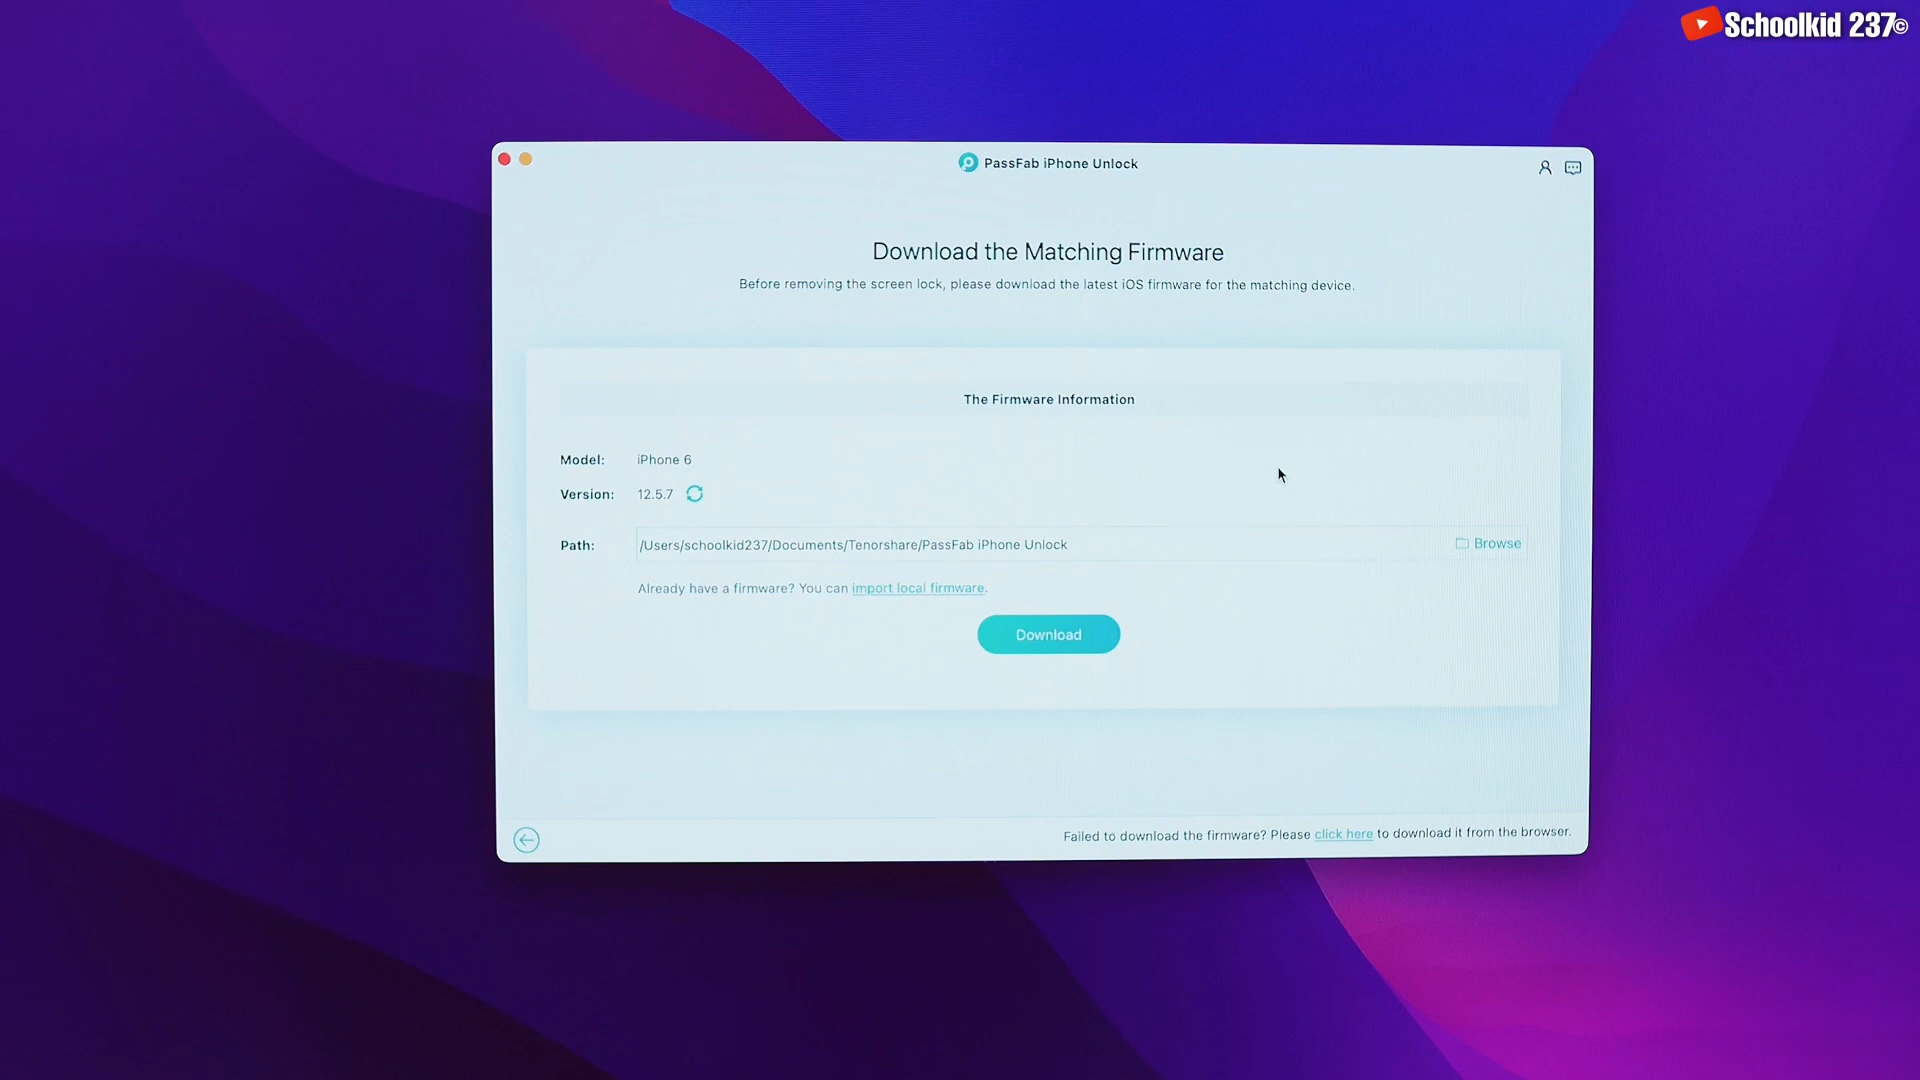 Schoolkid 237©
PassFab iPhone Unlock
Download the Matching Firmware
Before removing the screen lock, please download the latest iOS firmware for the matching device.
The Firmware Information
Model: iPhone 6
Version: 12.5.7
Path: /Users/schoolkid237/Documents/Tenorshare/PassFab iPhone Unlock Browse
Already have a firmware? You can import local firmware.
Download
Failed to download the firmware? Please click here to download it from the browser.